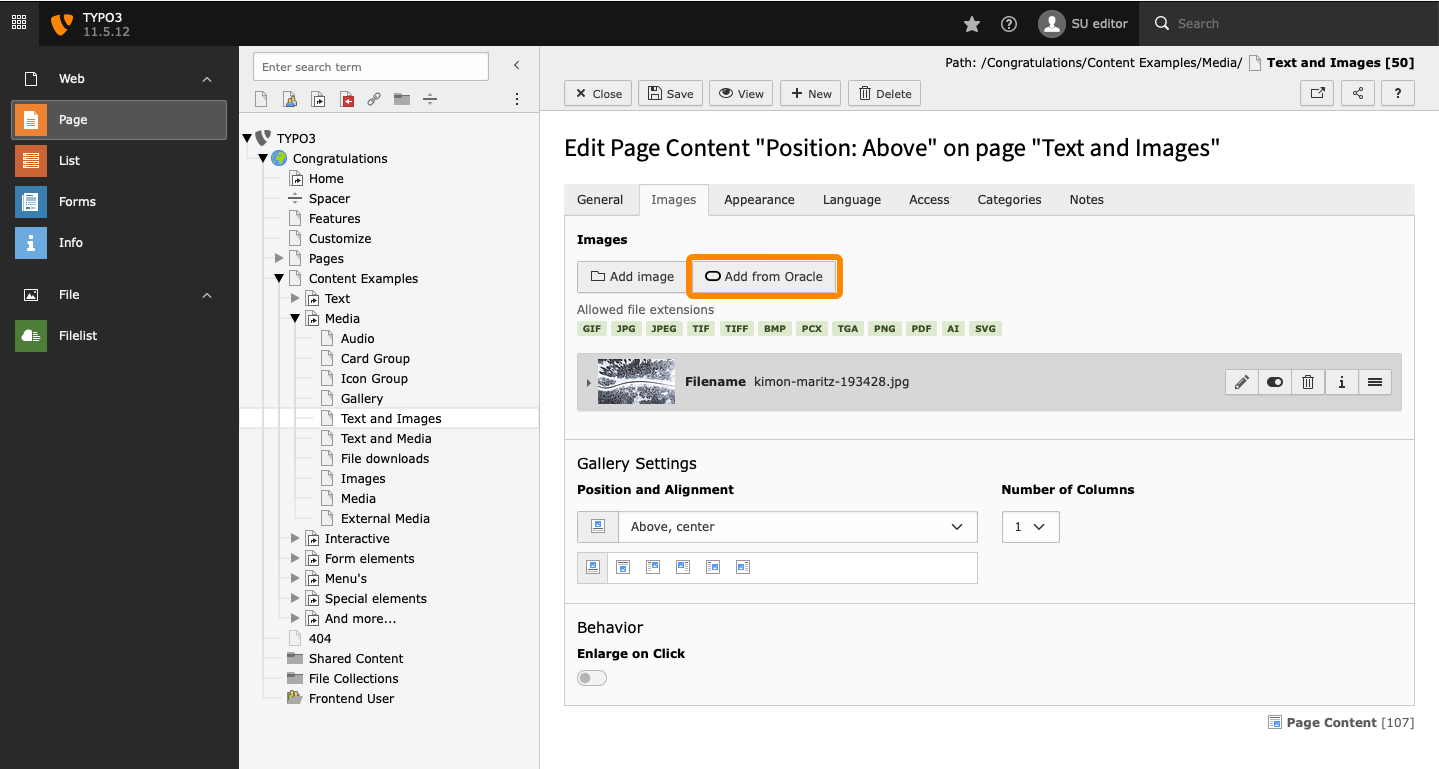 TYPO3
11.5.12
SU editor
Search
Web
Page
List
Forms
Info
File
Filelist
Enter search term
TYPO3
Congratulations
Home
Spacer
Features
Customize
Pages
Content Examples
Text
Media
Audio
Card Group
Icon Group
Gallery
Text and Images
Text and Media
File downloads
Images
Media
External Media
Interactive
Form elements
Menu's
Special elements
And more...
404
Shared Content
File Collections
Frontend User
Path: /Congratulations/Content Examples/Media/ Text and Images [50]
Close Save View New Delete ?
Edit Page Content "Position: Above" on page "Text and Images"
General Images Appearance Language Access Categories Notes
Images
Add image Add from Oracle
Allowed file extensions
GIF JPG JPEG TIF TIFF BMP PCX TGA PNG PDF AI SVG
Filename kimon-maritz-193428.jpg
Gallery Settings
Position and Alignment Number of Columns
Above, center 1
Behavior
Enlarge on Click
Page Content [107]